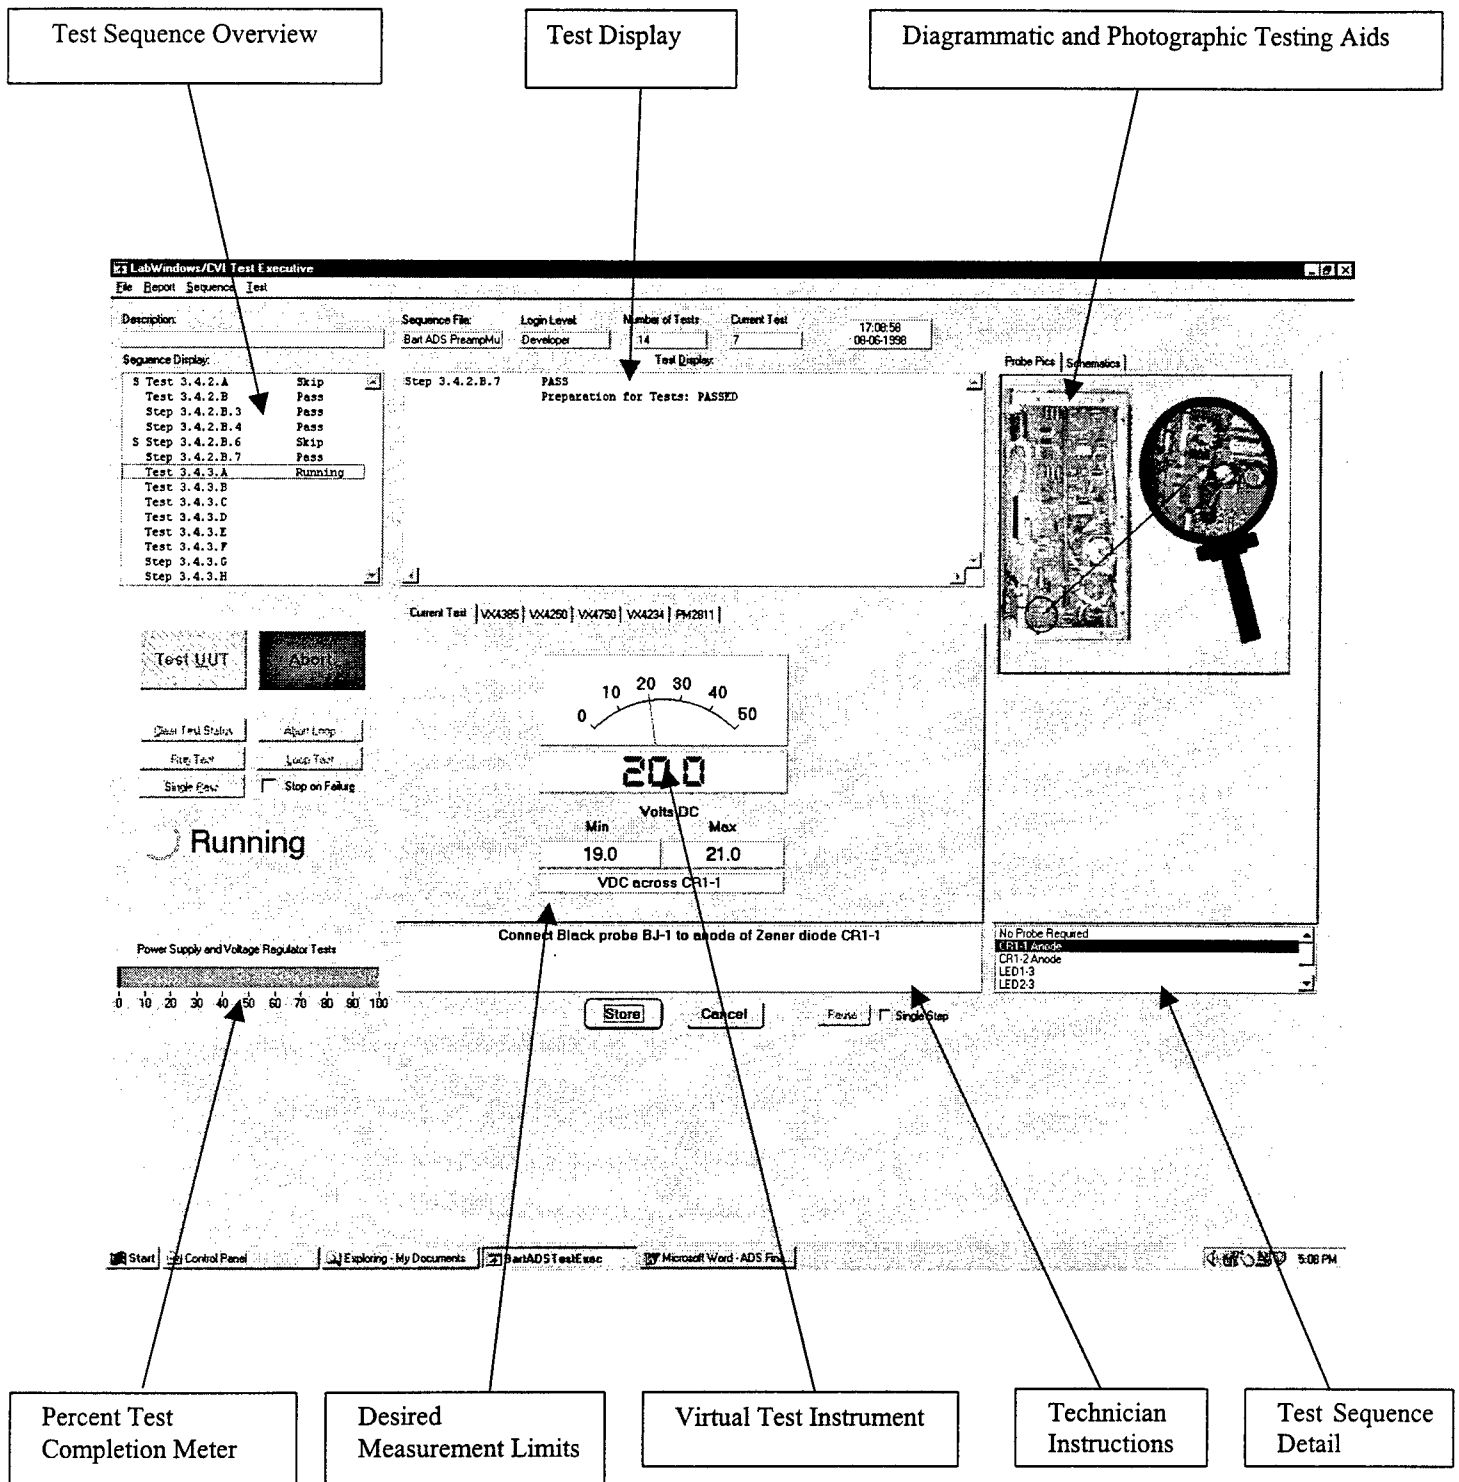 Test Sequence Overview
Test Display
Diagrammatic and Photographic Testing Aids
LabWindows/CVI Test Executive
File Report Sequence Test
Description:
Sequence File:
Login Level:
Number of Tests
Current Test
17:08:58
08-06-1998
Bart ADS PreampMu
Developer
14
7
Sequence Display:
Test Display:
Probe Pics
Schematics
S Test 3.4.2.A Skip
Test 3.4.2.B Pass
Step 3.4.2.B.3 Pass
Step 3.4.2.B.4 Pass
S Step 3.4.2.B.6 Skip
Step 3.4.2.B.7 Pass
Test 3.4.3.A Running
Test 3.4.3.B
Test 3.4.3.C
Test 3.4.3.D
Test 3.4.3.E
Test 3.4.3.F
Step 3.4.3.G
Step 3.4.3.H
Step 3.4.2.B.7 PASS
Preparation for Tests: PASSED
Current Test
VX4385
VX4250
VX4750
VX4234
PM2811
Test UUT
Abort
0 10 20 30 40 50
20.0
Volts DC
Min Max
19.0 21.0
VDC across CR1-1
Clear Test Status
Abort Loop
Run Test
Loop Test
Single Pass
Stop on Failure
Running
Connect Black probe BJ-1 to anode of Zener diode CR1-1
No Probe Required
CR1-1 Anode
CR1-2 Anode
LED1-3
LED2-3
Power Supply and Voltage Regulator Tests
0 10 20 30 40 50 60 70 80 90 100
Store
Cancel
Pause
Single Step
Start
Control Panel
Exploring - My Documents
BartADSTestExec
Microsoft Word - ADS Fina...
5:08 PM
Percent Test
Completion Meter
Desired
Measurement Limits
Virtual Test Instrument
Technician
Instructions
Test Sequence
Detail